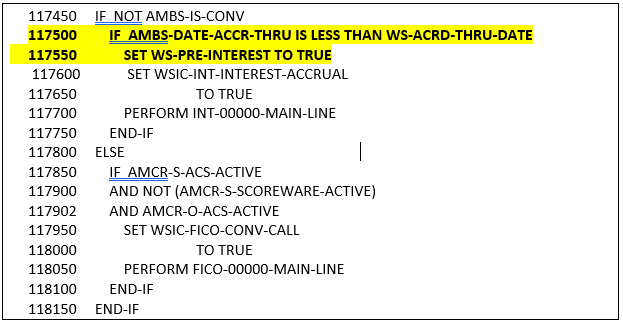 117450 IF NOT AMBS-IS-CONV
117500 IF AMBS-DATE-ACCR-THRU IS LESS THAN WS-ACRD-THRU-DATE
117550 SET WS-PRE-INTEREST TO TRUE
117600 SET WSIC-INT-INTEREST-ACCRUAL
117650 TO TRUE
117700 PERFORM INT-00000-MAIN-LINE
117750 END-IF
117800 ELSE
117850 IF AMCR-S-ACS-ACTIVE
117900 AND NOT (AMCR-S-SCOREWARE-ACTIVE)
117902 AND AMCR-O-ACS-ACTIVE
117950 SET WSIC-FICO-CONV-CALL
118000 TO TRUE
118050 PERFORM FICO-00000-MAIN-LINE
118100 END-IF
118150 END-IF